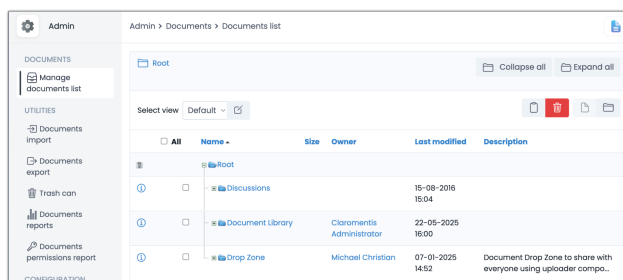 Admin
Admin > Documents > Documents list
DOCUMENTS
Manage
documents list
UTILITIES
Documents
import
Documents
export
Trash can
Documents
reports
Documents
permissions report
CONFIGURATION
Root
Collapse all
Expand all
Select view
Default
All
Name
Size
Owner
Last modified
Description
Root
Discussions
15-08-2016
15:04
Document Library
Claromentis
Administrator
22-05-2025
16:00
Drop Zone
Michael Christian
07-01-2025
14:52
Document Drop Zone to share with
everyone using uploader compo...